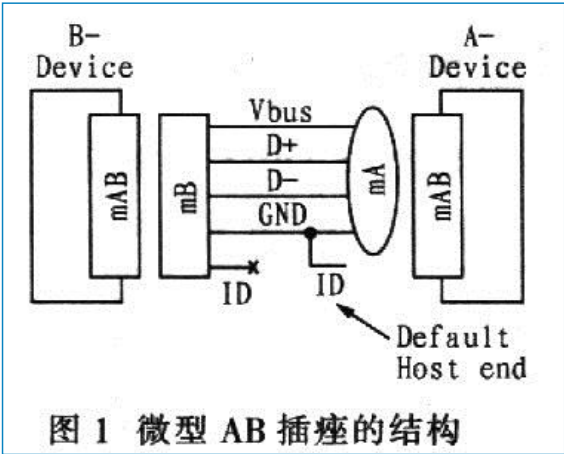 B-
Device
A-
Device
Vbus
D+
D-
GND
mAB
mB
mA
mAB
ID
ID
Default
Host end
图 1 微型 AB 插痤的结构